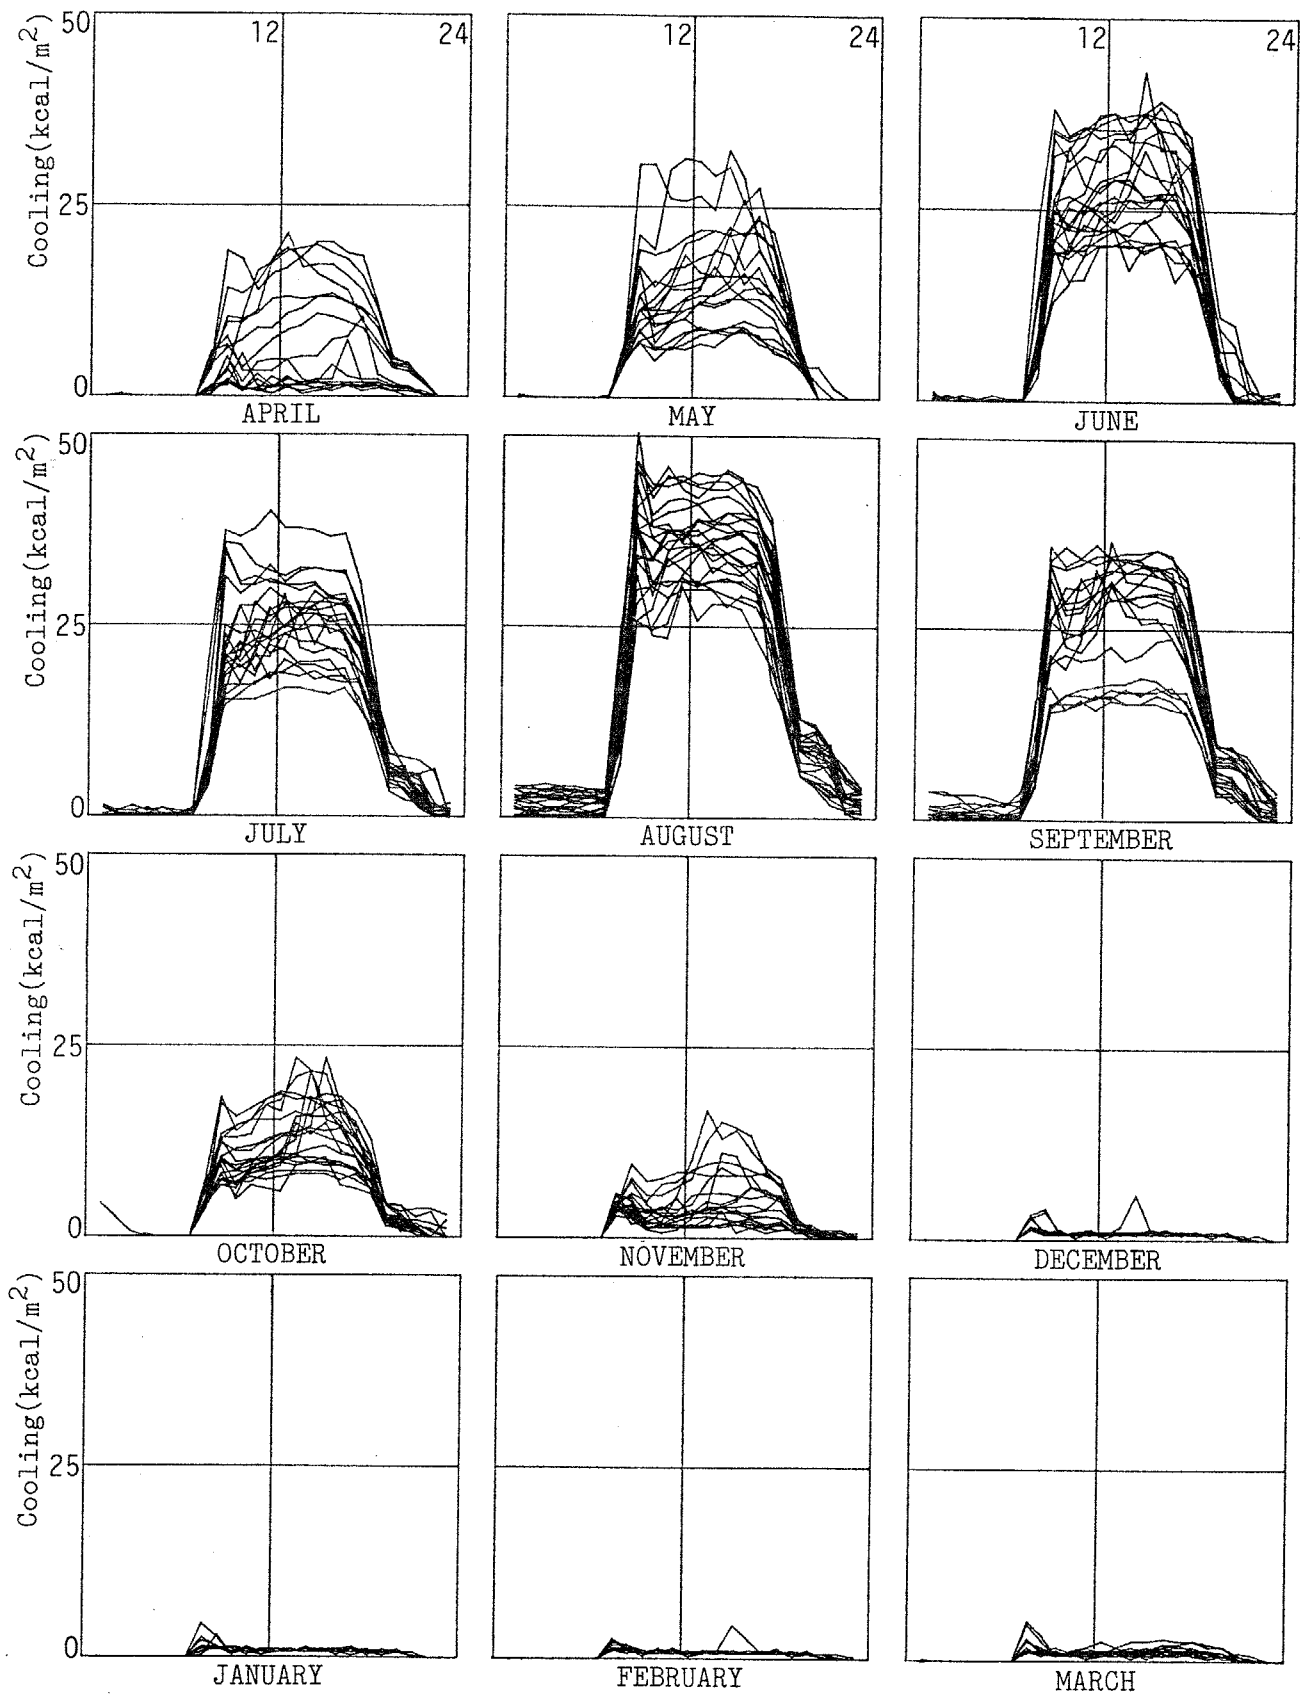 50 12 24 12 24 12 24
Cooling(kcal/m²)
25
0
APRIL MAY JUNE
50
Cooling(kcal/m²)
25
0
JULY AUGUST SEPTEMBER
50
Cooling(kcal/m²)
25
0
OCTOBER NOVEMBER DECEMBER
50
Cooling(kcal/m²)
25
0
JANUARY FEBRUARY MARCH